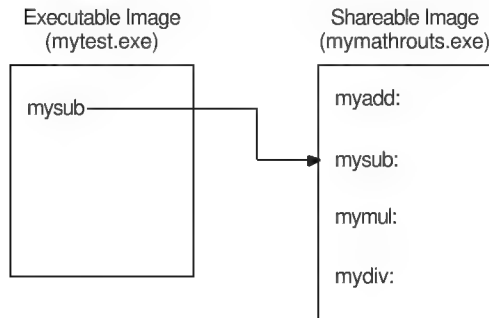 Executable Image
(mytest.exe)
mysub
Shareable Image
(mymathrouts.exe)
myadd:
mysub:
mymul:
mydiv: